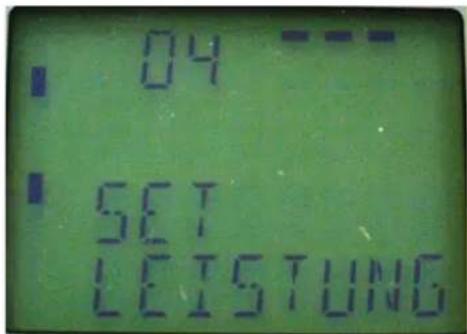 04 ---
SET
LEISTUNG